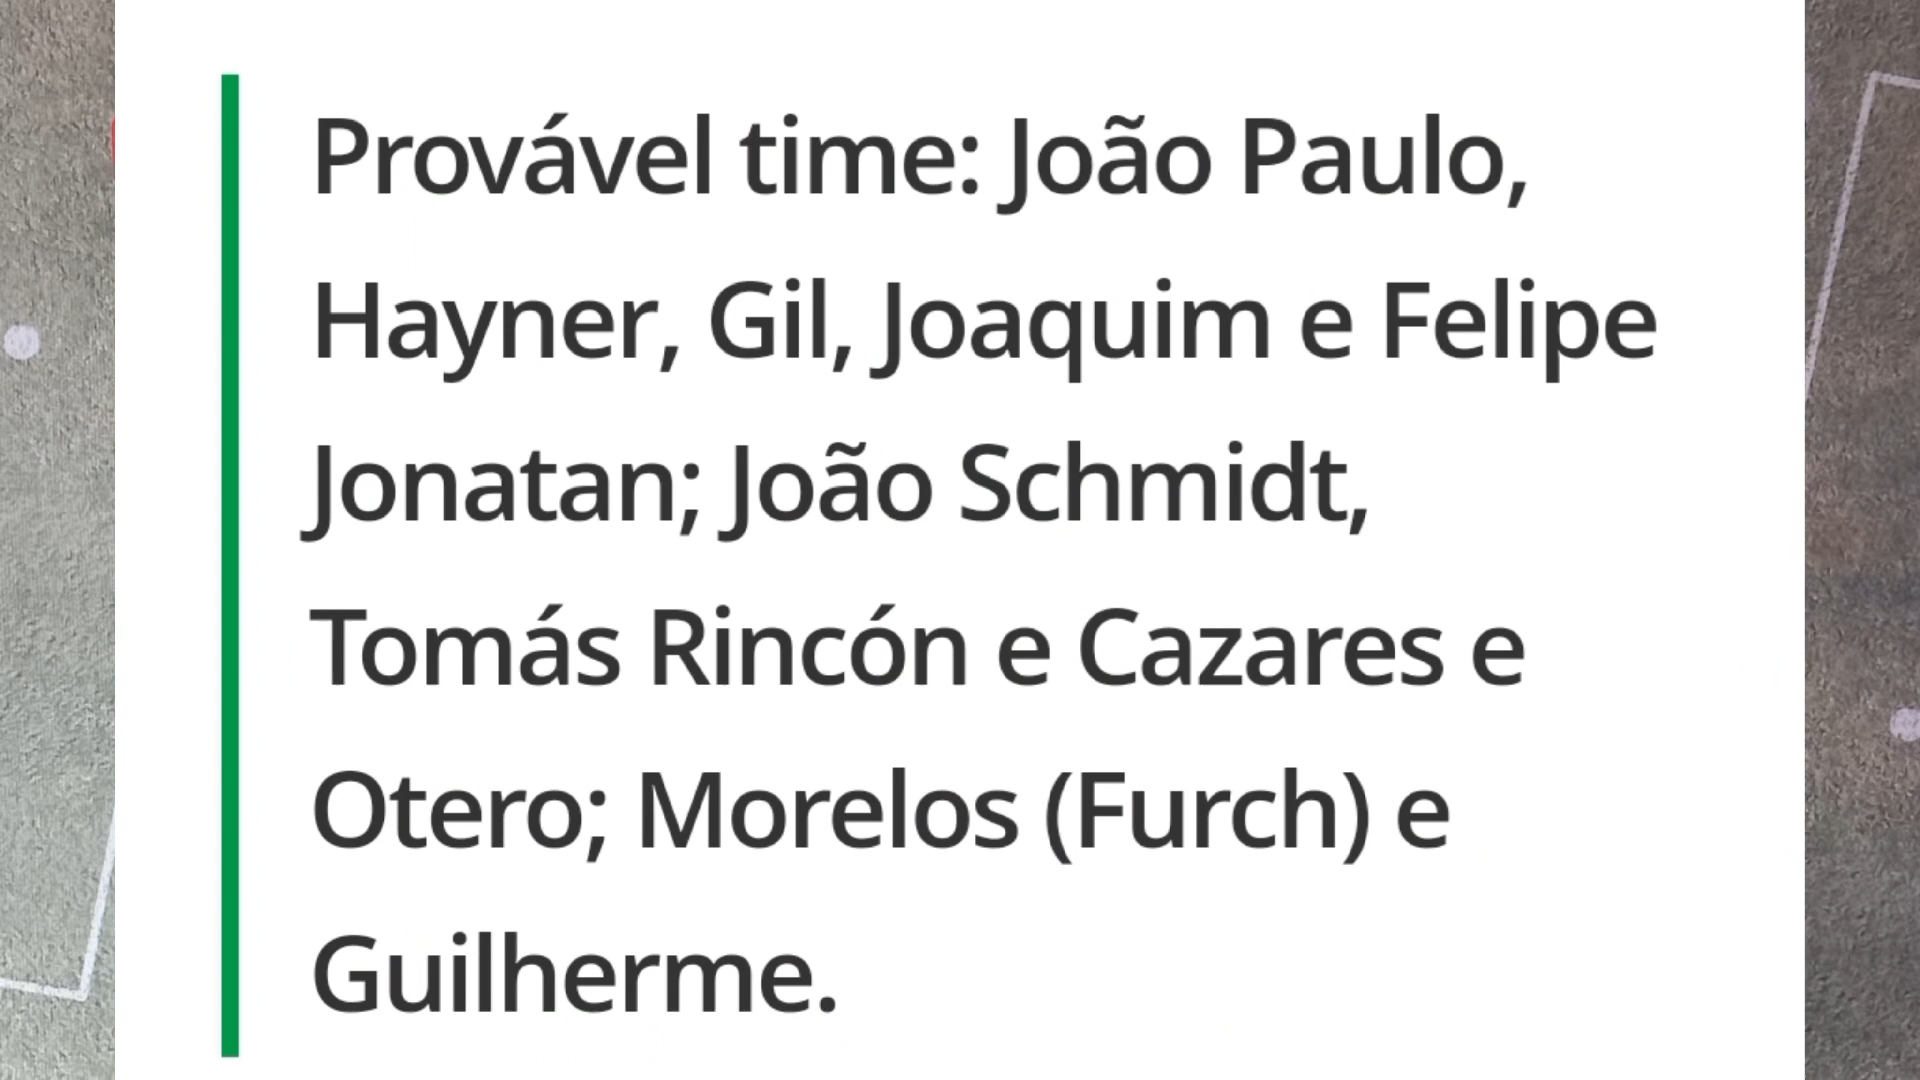 Provável time: João Paulo,
Hayner, Gil, Joaquim e Felipe
Jonatan; João Schmidt,
Tomás Rincón e Cazares e
Otero; Morelos (Furch) e
Guilherme.